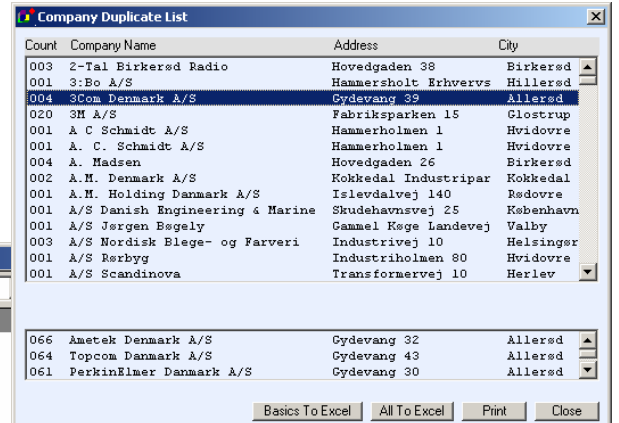 Company Duplicate List
Count Company Name Address City
003 2-Tal Birkerød Radio Hovedgaden 38 Birkerød
001 3:Bo A/S Hammersholt Erhvervs Hillerød
004 3Com Denmark A/S Gydevang 39 Allerød
020 3M A/S Fabriksparken 15 Glostrup
001 A C Schmidt A/S Hammerholmen 1 Hvidovre
001 A. C. Schmidt A/S Hammerholmen 1 Hvidovre
004 A. Madsen Hovedgaden 26 Birkerød
002 A.M. Denmark A/S Kokkedal Industripar Kokkedal
001 A.M. Holding Danmark A/S Islevdalvej 140 Rødovre
001 A/S Danish Engineering & Marine Skudehavnsvej 25 København
001 A/S Jørgen Bøgely Gammel Køge Landevej Valby
003 A/S Nordisk Blege- og Farveri Industrivej 10 Helsingør
001 A/S Rørbyg Industriholmen 80 Hvidovre
001 A/S Scandinova Transformervej 10 Herlev
066 Ametek Denmark A/S Gydevang 32 Allerød
064 Topcom Danmark A/S Gydevang 43 Allerød
061 PerkinElmer Danmark A/S Gydevang 30 Allerød
Basics To Excel All To Excel Print Close